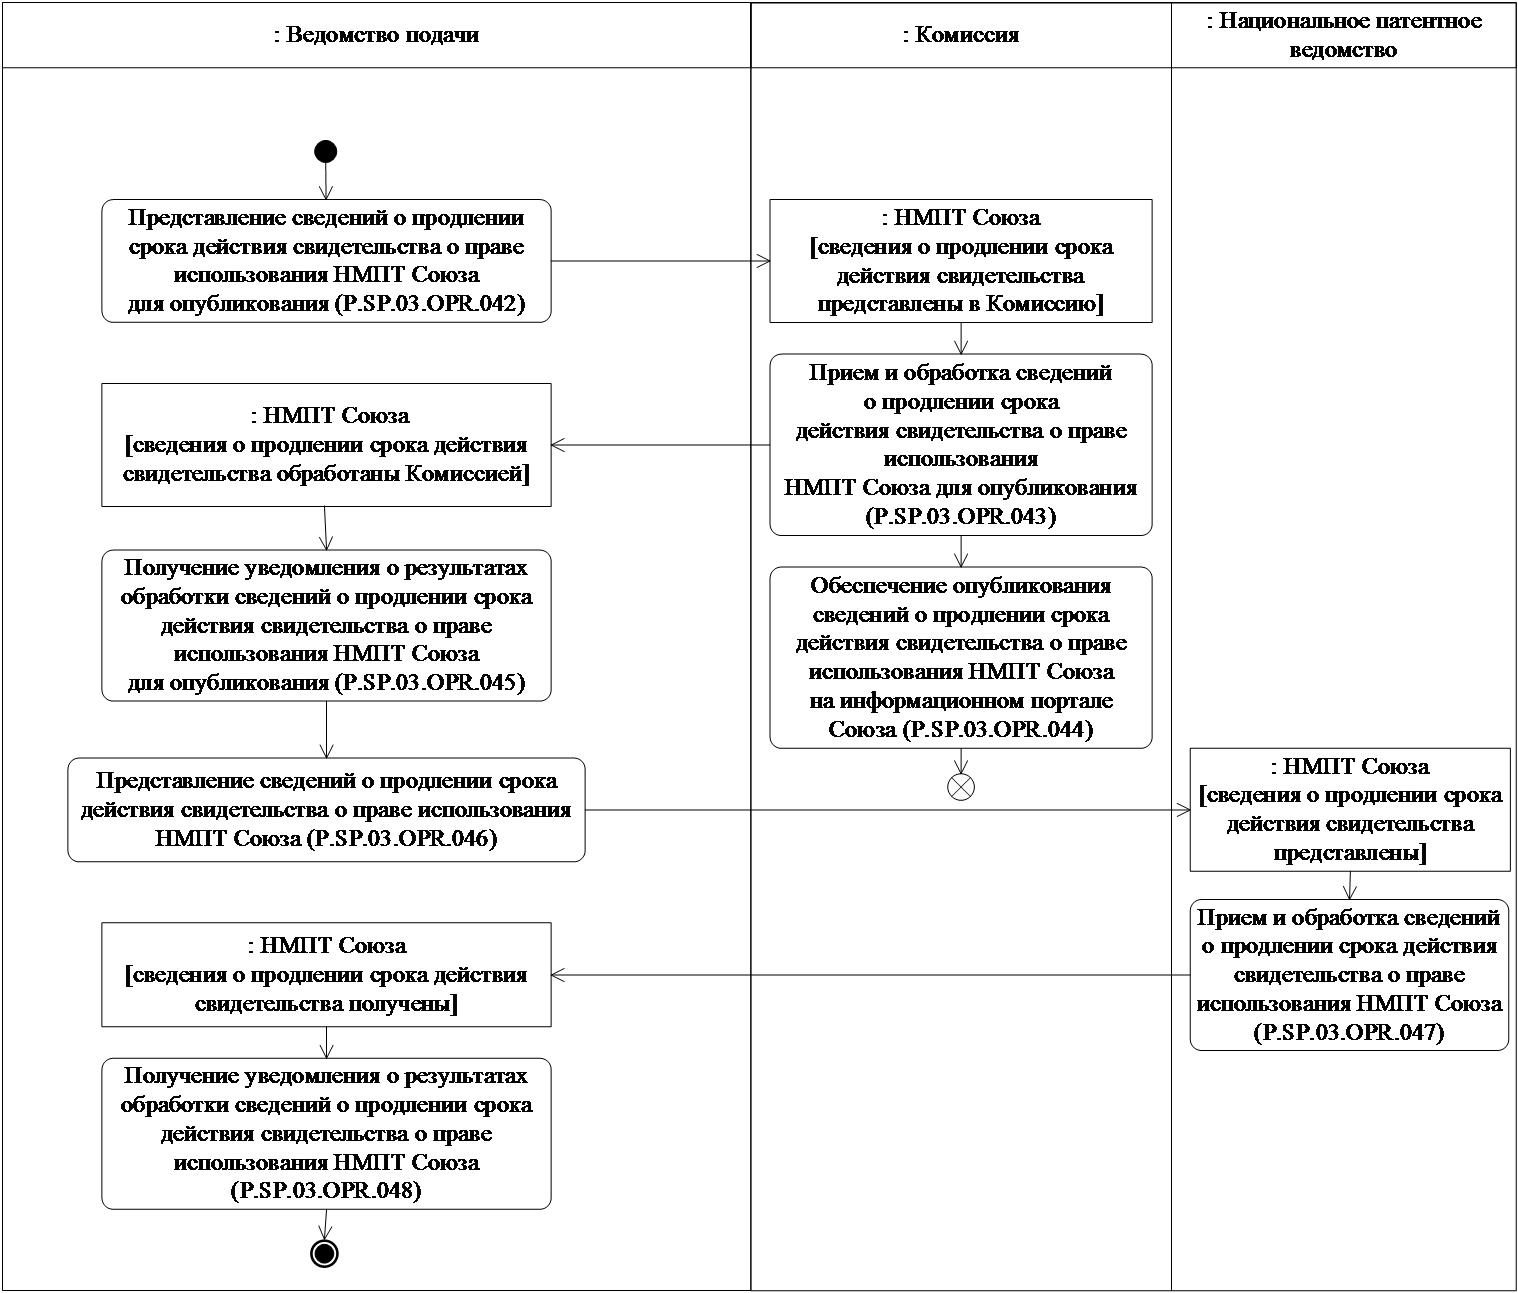 : Ведомство подачи
: Комиссия
: Национальное патентное
ведомство
Представление сведений о продлении
срока действия свидетельства о праве
использования НМПТ Союза
для опубликования (P.SP.03.OPR.042)
: НМПТ Союза
[сведения о продлении срока
действия свидетельства
представлены в Комиссию]
Прием и обработка сведений
о продлении срока
действия свидетельства о праве
использования
НМПТ Союза для опубликования
(P.SP.03.OPR.043)
: НМПТ Союза
[сведения о продлении срока действия
свидетельства обработаны Комиссией]
Получение уведомления о результатах
обработки сведений о продлении срока
действия свидетельства о праве
использования НМПТ Союза
для опубликования (P.SP.03.OPR.045)
Обеспечение опубликования
сведений о продлении срока
действия свидетельства о праве
использования НМПТ Союза
на информационном портале
Союза (P.SP.03.OPR.044)
Представление сведений о продлении срока
действия свидетельства о праве использования
НМПТ Союза (P.SP.03.OPR.046)
: НМПТ Союза
[сведения о продлении срока
действия свидетельства
представлены]
Прием и обработка сведений
о продлении срока действия
свидетельства о праве
использования НМПТ Союза
(P.SP.03.OPR.047)
: НМПТ Союза
[сведения о продлении срока действия
свидетельства получены]
Получение уведомления о результатах
обработки сведений о продлении срока
действия свидетельства о праве
использования НМПТ Союза
(P.SP.03.OPR.048)